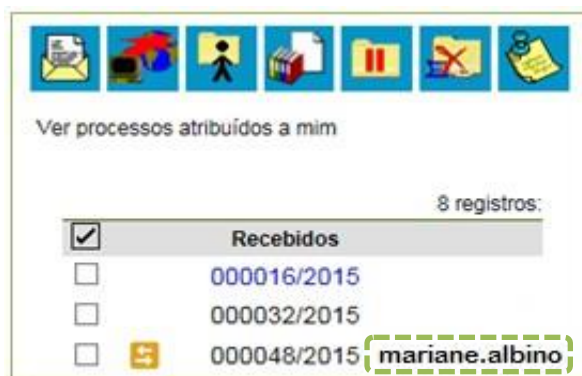 Ver processos atribuídos a mim
8 registros:
Recebidos
000016/2015
000032/2015
000048/2015 mariane.albino